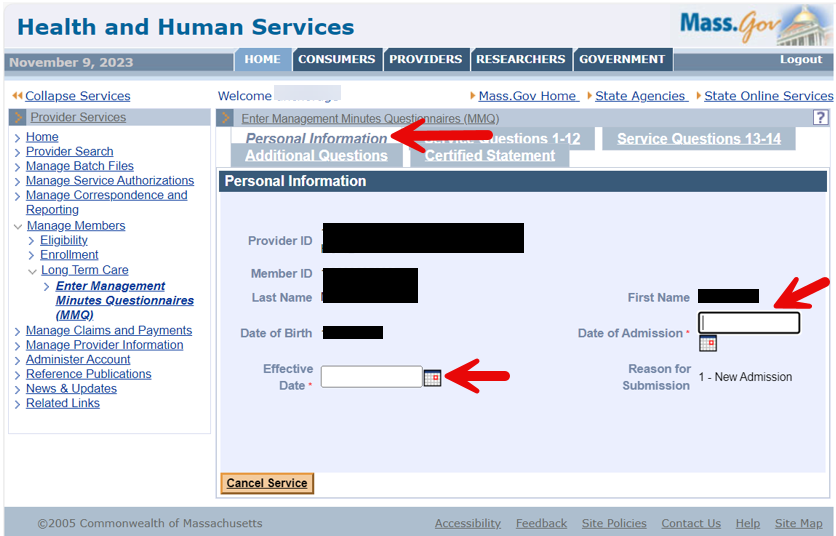 Health and Human Services
Mass.Gov
November 9, 2023
HOME
CONSUMERS
PROVIDERS
RESEARCHERS
GOVERNMENT
Logout
Collapse Services
Welcome
Mass.Gov Home
State Agencies
State Online Services
Provider Services
Home
Provider Search
Manage Batch Files
Manage Service Authorizations
Manage Correspondence and
Reporting
Manage Members
Eligibility
Enrollment
Long Term Care
Enter Management
Minutes Questionnaires
(MMQ)
Manage Claims and Payments
Manage Provider Information
Administer Account
Reference Publications
News & Updates
Related Links
Enter Management Minutes Questionnaires (MMQ)
?
Personal Information
Questions 1-12
Service Questions 13-14
Additional Questions
Certified Statement
Personal Information
Provider ID
Member ID
Last Name
First Name
Date of Birth
Date of Admission *
Effective
Date *
Reason for
Submission
1 - New Admission
Cancel Service
©2005 Commonwealth of Massachusetts
Accessibility
Feedback
Site Policies
Contact Us
Help
Site Map